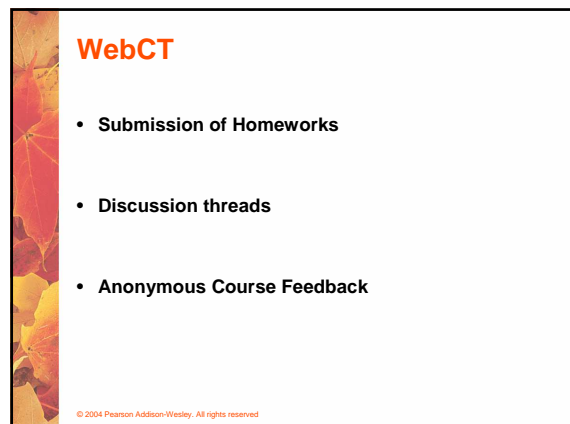 WebCT
• Submission of Homeworks
• Discussion threads
• Anonymous Course Feedback
© 2004 Pearson Addison-Wesley. All rights reserved